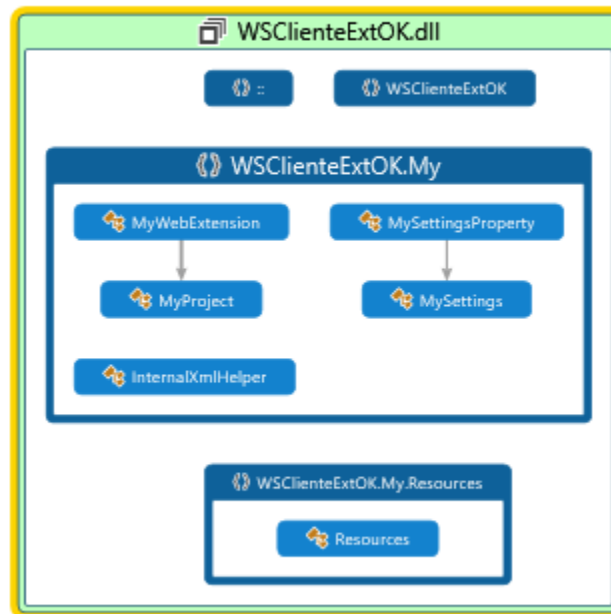 WSClienteExtOK.dll
::
WSClienteExtOK
WSClienteExtOK.My
MyWebExtension
MySettingsProperty
MyProject
MySettings
InternalXmlHelper
WSClienteExtOK.My.Resources
Resources